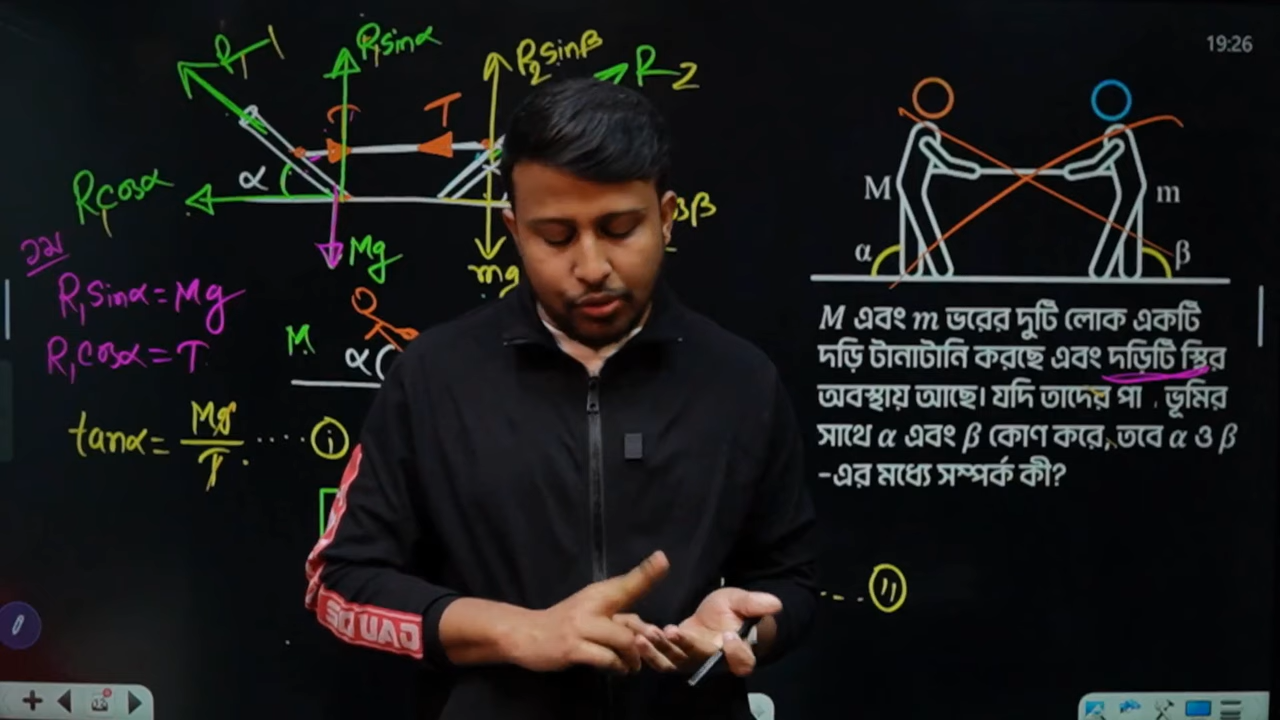 19:26
R₁
R₁sinα
R₂sinβ
R₂
T
T
α
R₁cosα
Mg
mg
১ম
R₁sinα = Mg
R₁cosα = T
M
α
tanα = Mg/T ..... (i)
M
m
α
β
M এবং m ভরের দুটি লোক একটি
দড়ি টানাটানি করছে এবং দড়িটি স্থির
অবস্থায় আছে। যদি তাদের পা ভূমির
সাথে α এবং β কোণ করে, তবে α ও β
-এর মধ্যে সম্পর্ক কী?
.... (ii)